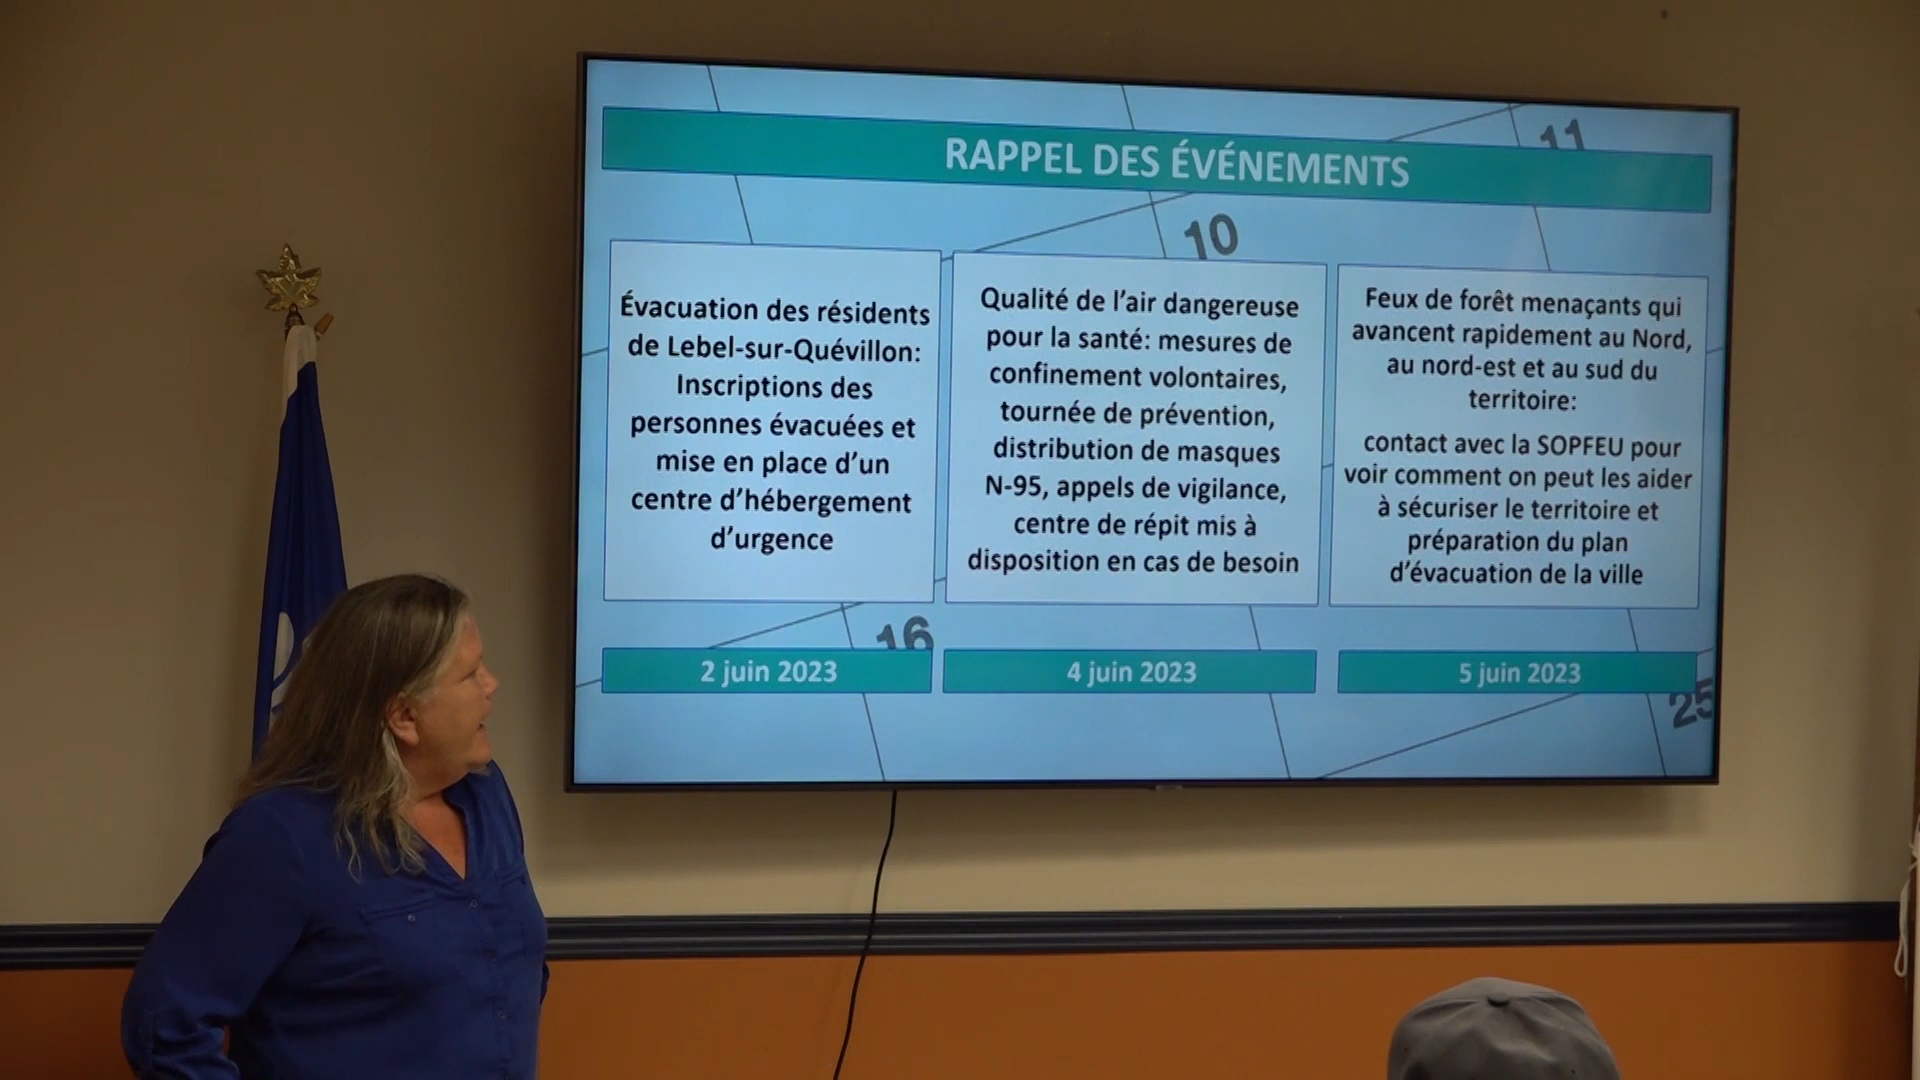 RAPPEL DES ÉVÉNEMENTS
11
10
Évacuation des résidents
de Lebel-sur-Quévillon:
Inscriptions des
personnes évacuées et
mise en place d'un
centre d'hébergement
d'urgence
Qualité de l'air dangereuse
pour la santé: mesures de
confinement volontaires,
tournée de prévention,
distribution de masques
N-95, appels de vigilance,
centre de répit mis à
disposition en cas de besoin
Feux de forêt menaçants qui
avancent rapidement au Nord,
au nord-est et au sud du
territoire:
contact avec la SOPFEU pour
voir comment on peut les aider
à sécuriser le territoire et
préparation du plan
d'évacuation de la ville
16
2 juin 2023
4 juin 2023
5 juin 2023
25